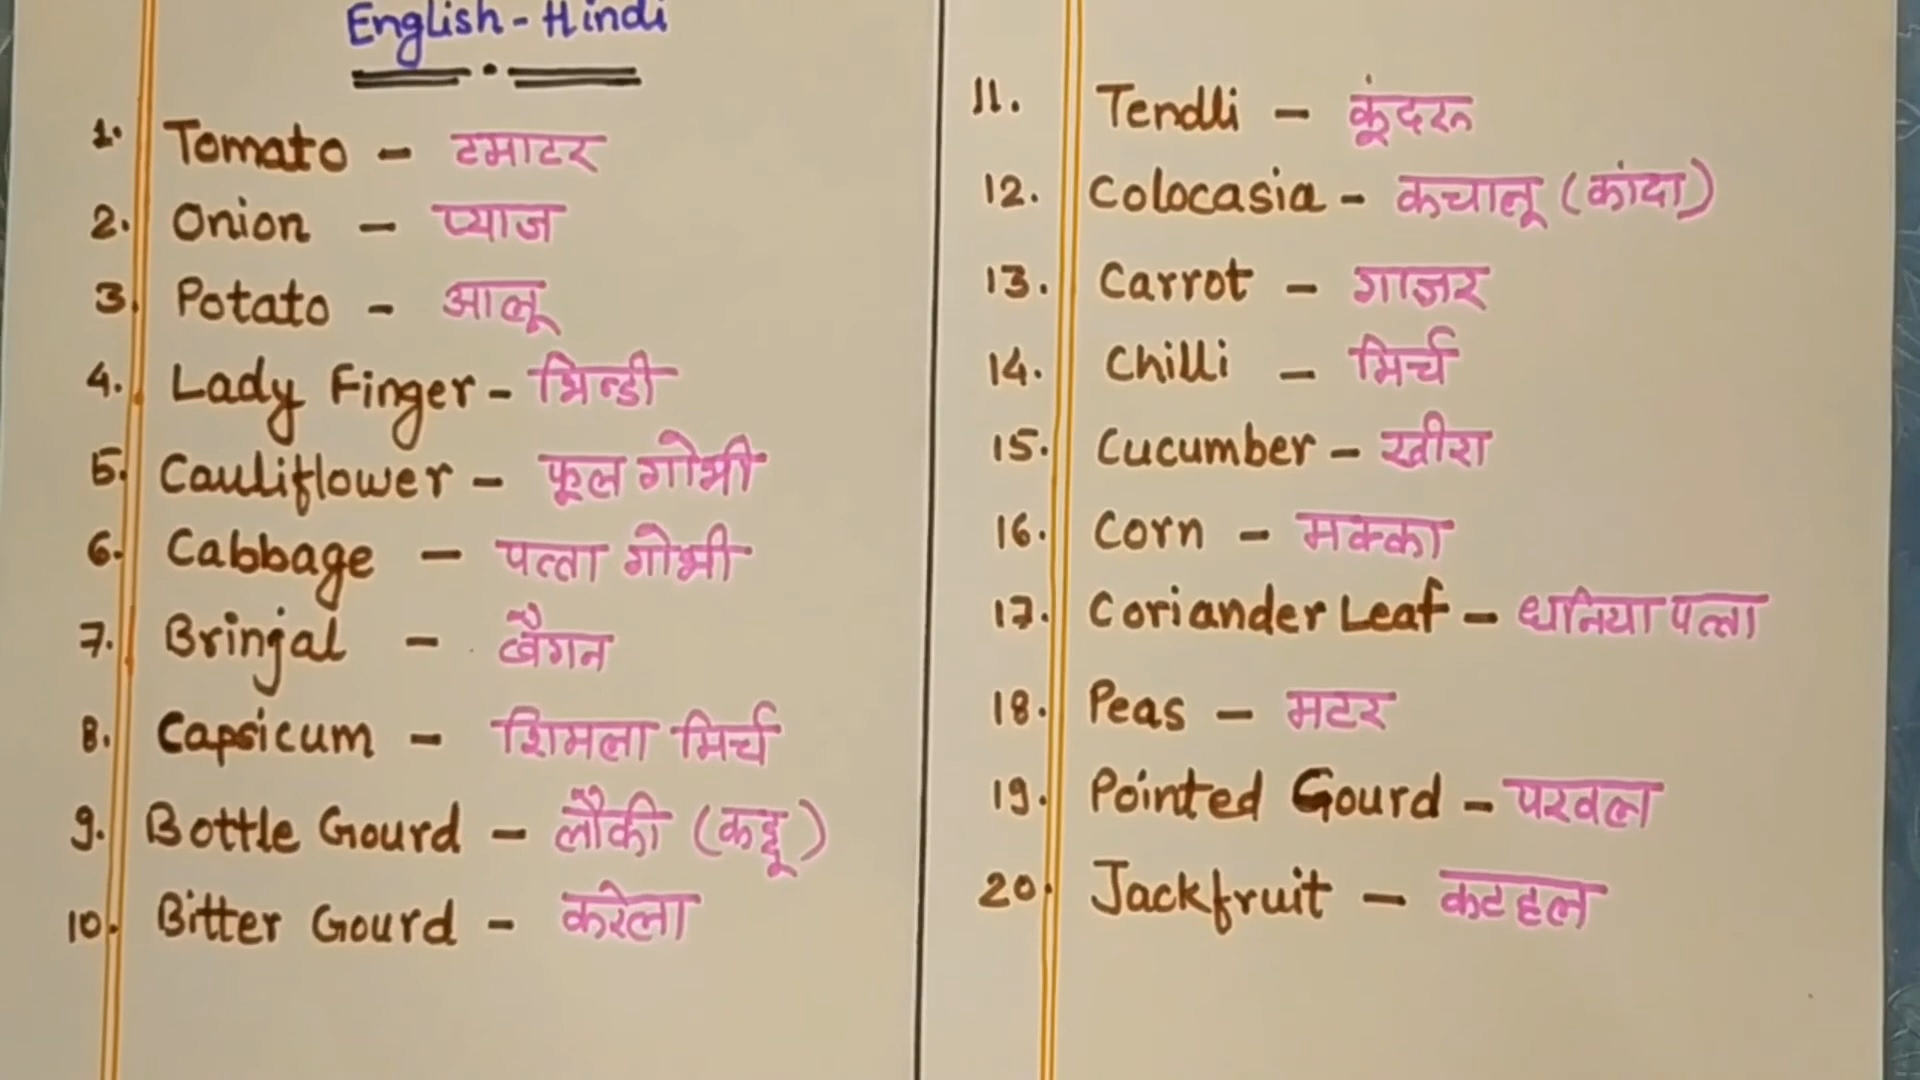 English - Hindi
1. Tomato - टमाटर
2. Onion - प्याज
3. Potato - आलू
4. Lady Finger - भिन्डी
5. Cauliflower - फूल गोभी
6. Cabbage - पत्ता गोभी
7. Brinjal - बैगन
8. Capsicum - शिमला मिर्च
9. Bottle Gourd - लौकी (कद्दू)
10. Bitter Gourd - करेला
11. Tendli - कूंदरू
12. Colocasia - कचालू (कांदा)
13. Carrot - गाजर
14. Chilli - मिर्च
15. Cucumber - खीरा
16. Corn - मक्का
17. Coriander Leaf - धनिया पत्ता
18. Peas - मटर
19. Pointed Gourd - परवल
20. Jackfruit - कटहल